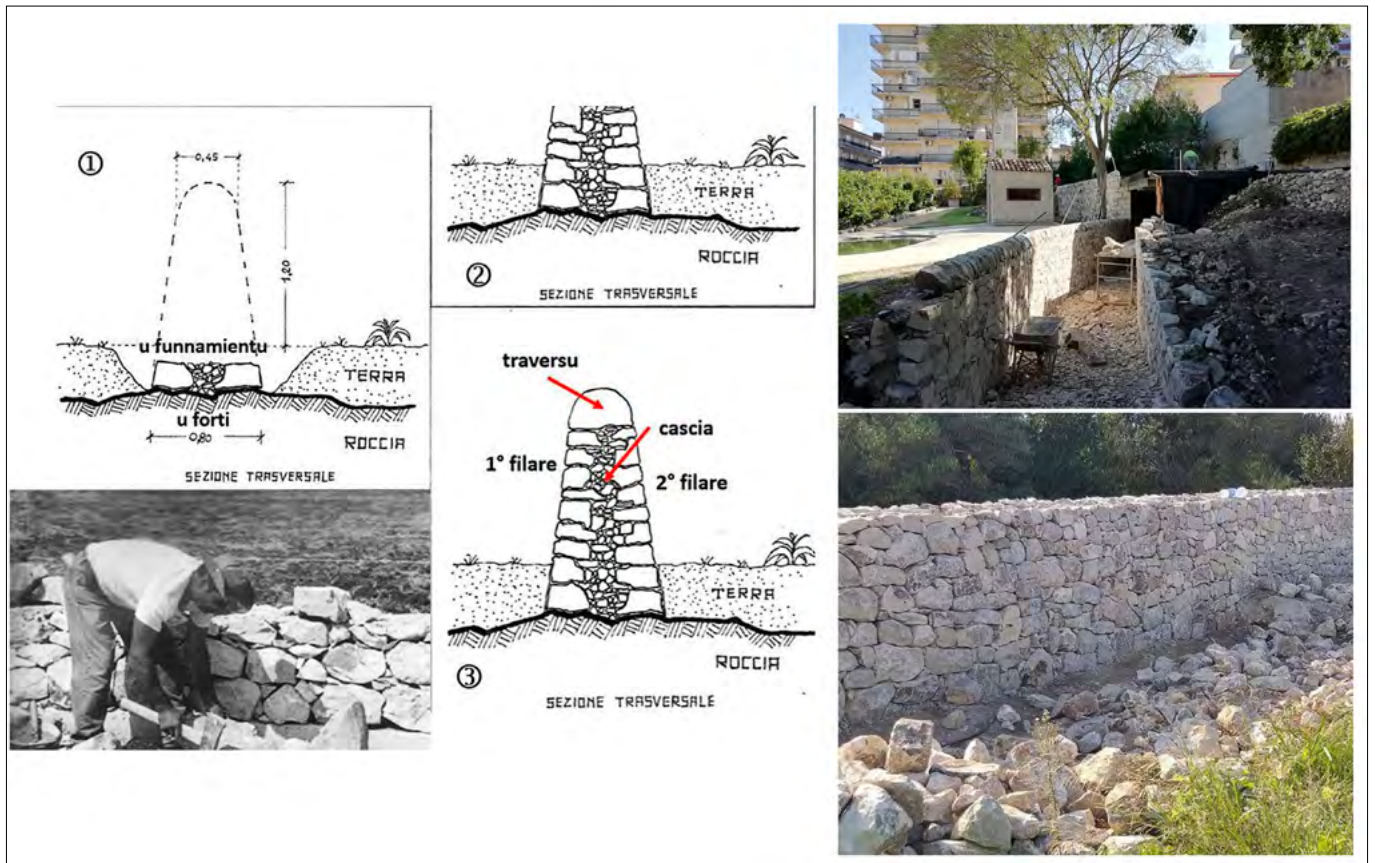 ①
0,45
1,20
u funnamientu
TERRA
u forti
0,80
ROCCIA
SEZIONE TRASVERSALE
TERRA
ROCCIA
②
SEZIONE TRASVERSALE
traversu
cascia
1° filare
2° filare
TERRA
ROCCIA
③
SEZIONE TRASVERSALE